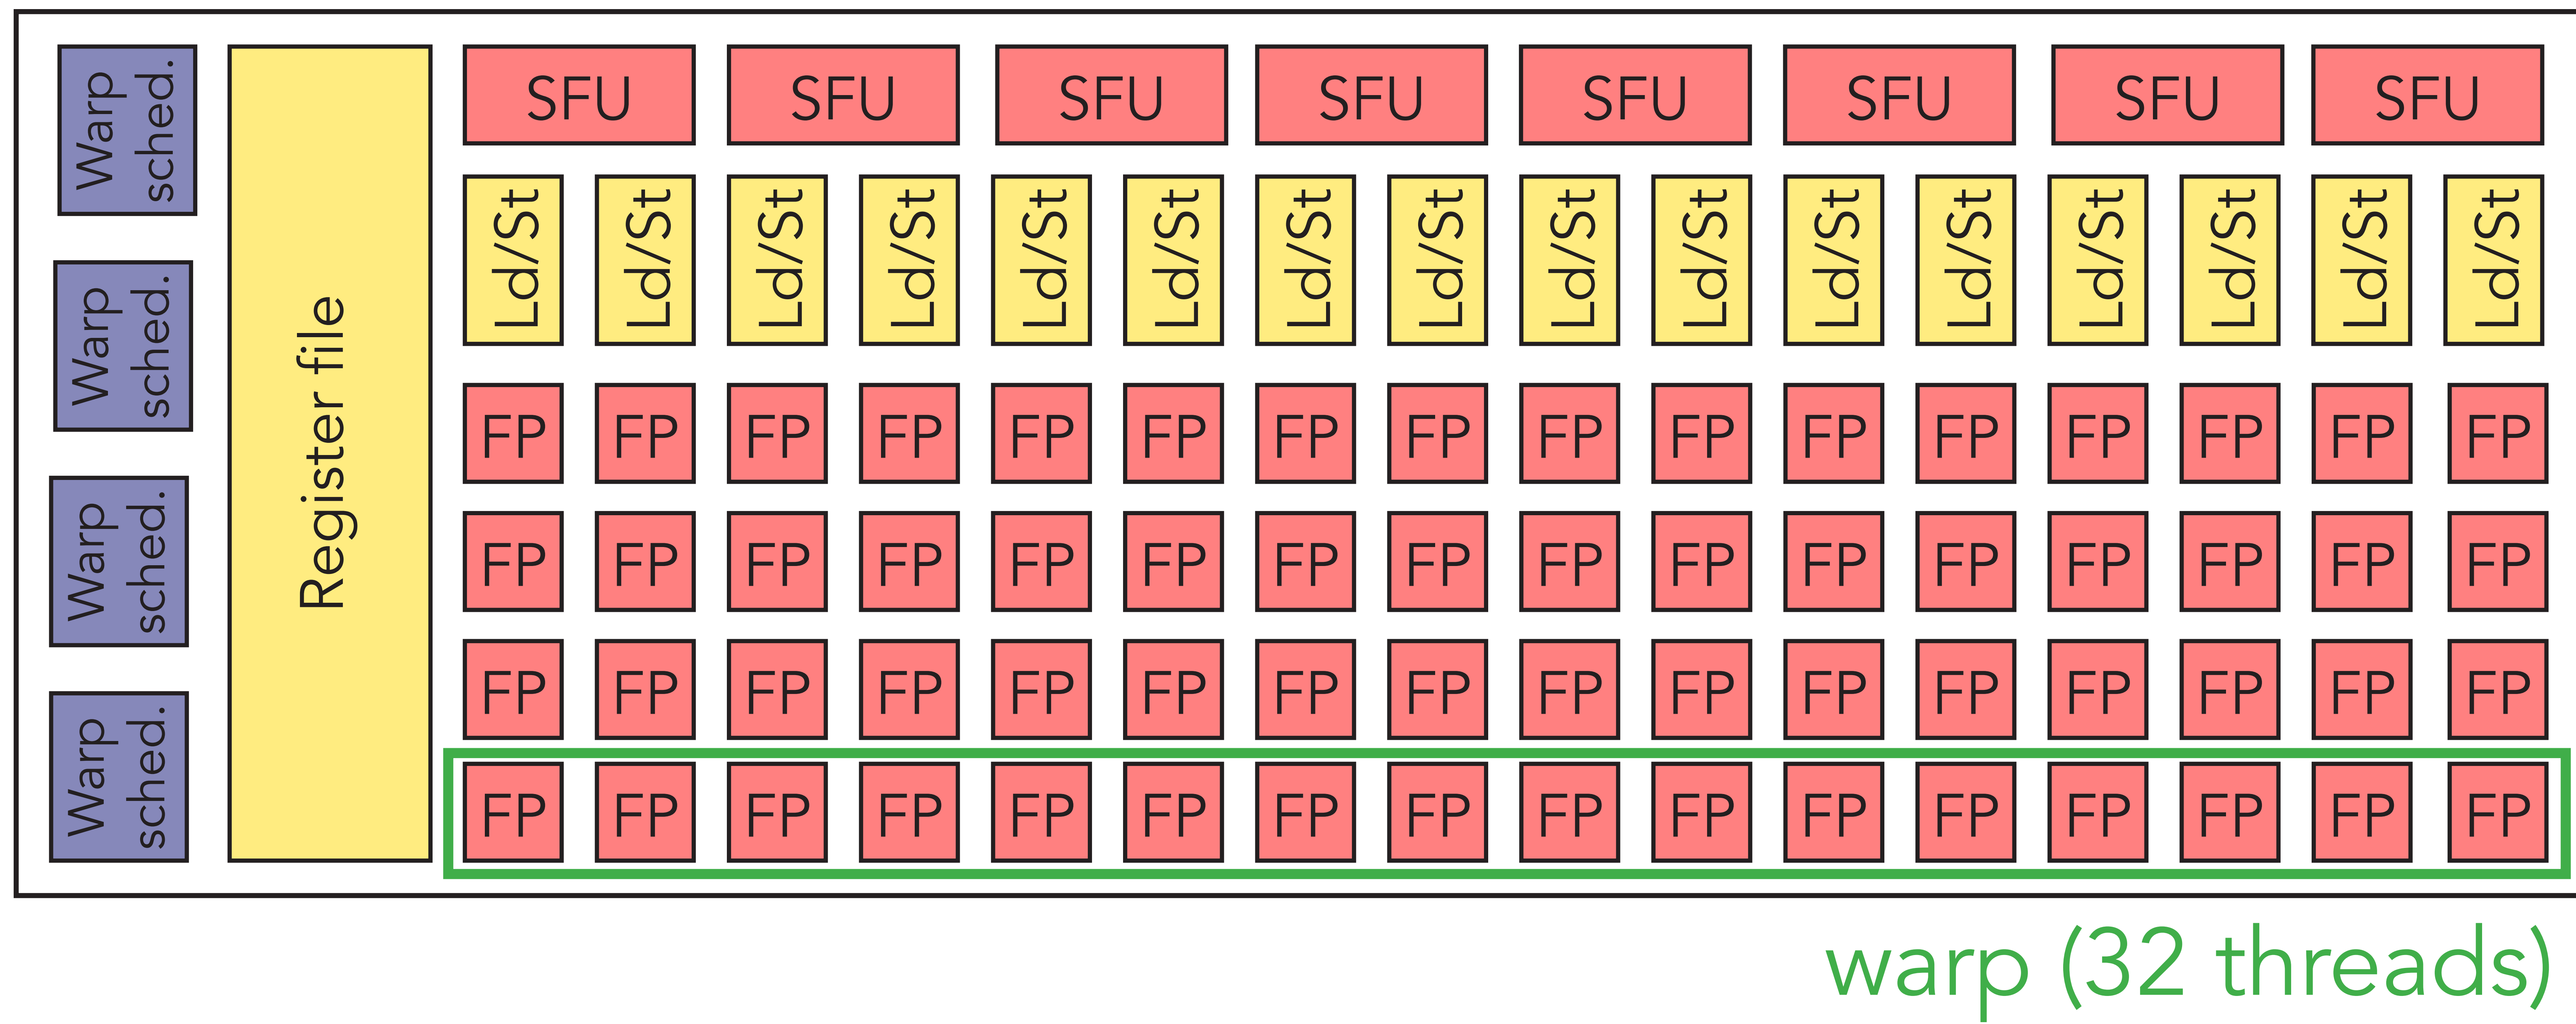 Warp
sched.
Warp
sched.
Warp
sched.
Warp
sched.
Register file
SFU SFU SFU SFU SFU SFU SFU SFU
Ld/St Ld/St Ld/St Ld/St Ld/St Ld/St Ld/St Ld/St Ld/St Ld/St Ld/St Ld/St Ld/St Ld/St Ld/St Ld/St
FP FP FP FP FP FP FP FP FP FP FP FP FP FP FP FP
FP FP FP FP FP FP FP FP FP FP FP FP FP FP FP FP
FP FP FP FP FP FP FP FP FP FP FP FP FP FP FP FP
FP FP FP FP FP FP FP FP FP FP FP FP FP FP FP FP
warp (32 threads)